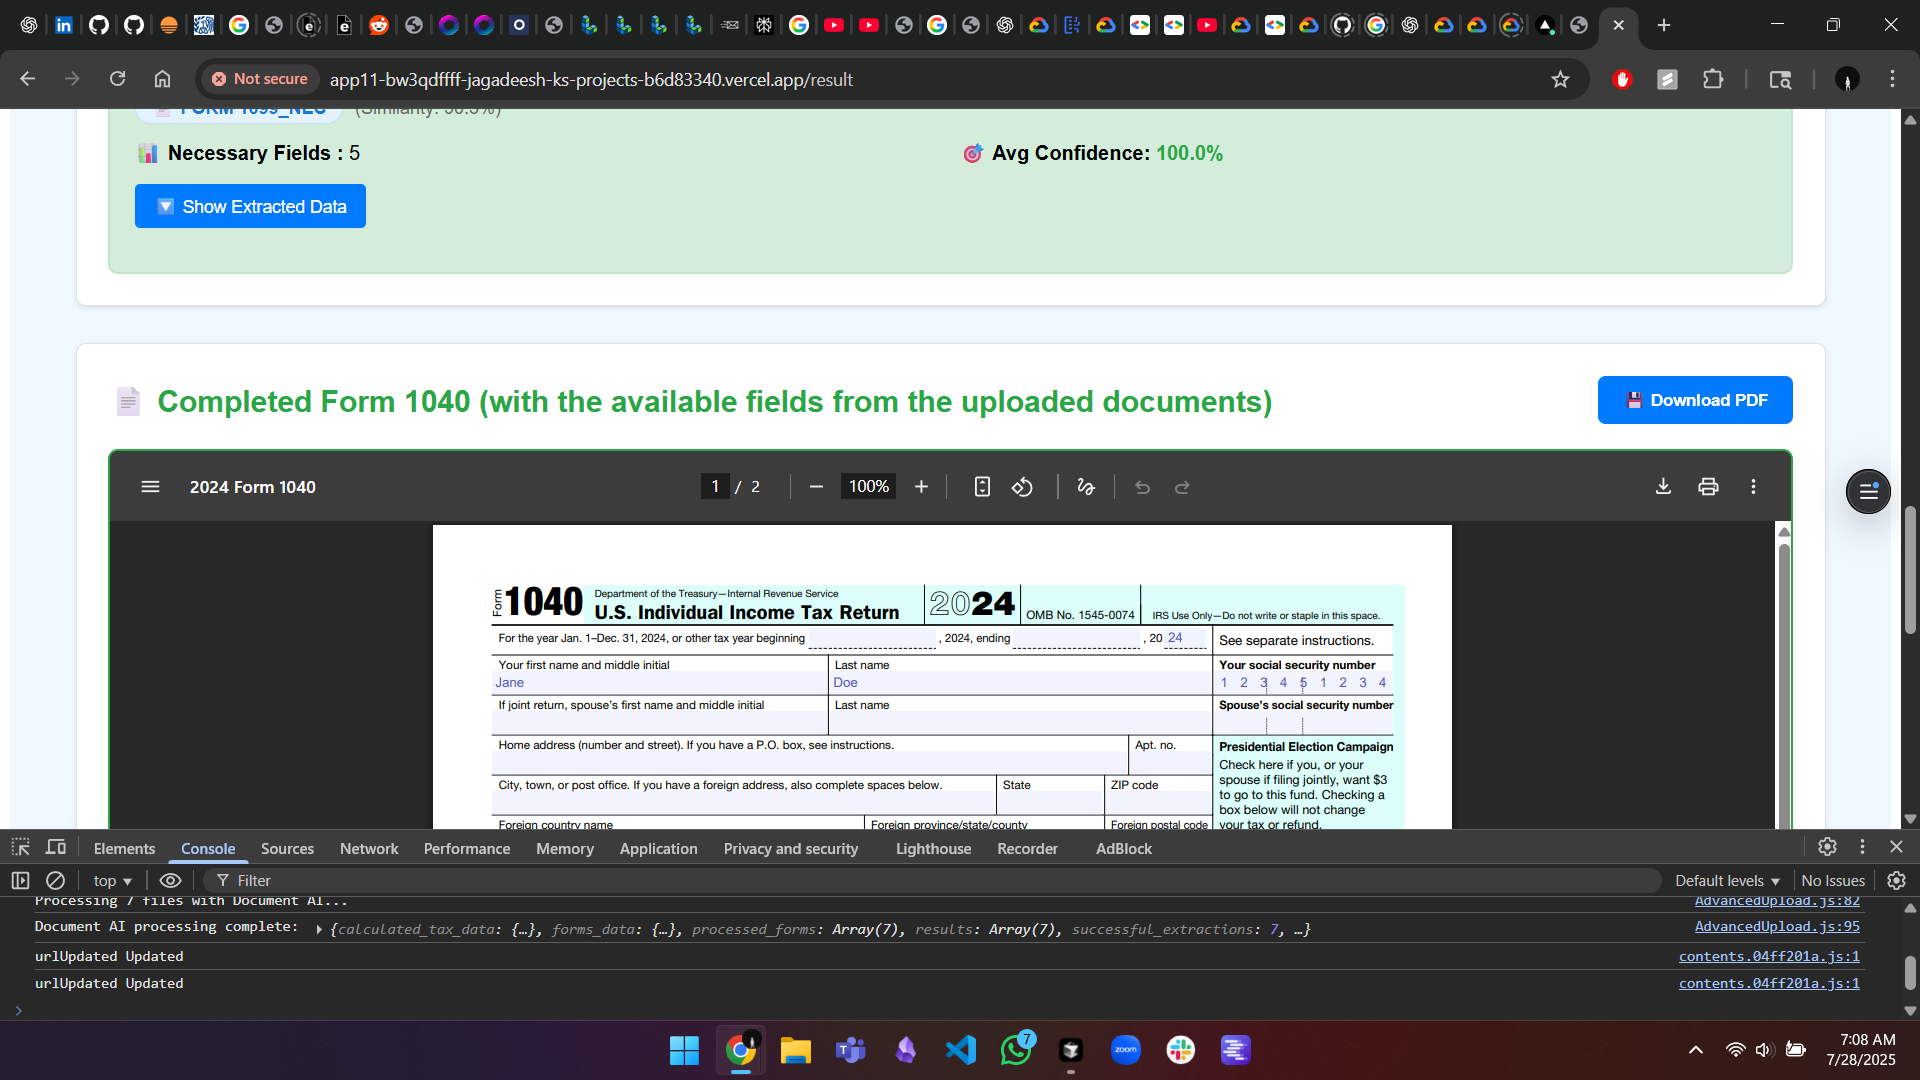 Not secure
app11-bw3qdffff-jagadeesh-ks-projects-b6d83340.vercel.app/result
FORM 1099_NEC
Necessary Fields : 5
Avg Confidence: 100.0%
Show Extracted Data
Completed Form 1040 (with the available fields from the uploaded documents)
Download PDF
2024 Form 1040
1 / 2
100%
Form 1040
Department of the Treasury—Internal Revenue Service
U.S. Individual Income Tax Return
2024
OMB No. 1545-0074
IRS Use Only—Do not write or staple in this space.
For the year Jan. 1–Dec. 31, 2024, or other tax year beginning , 2024, ending , 20 24
See separate instructions.
Your first name and middle initial
Last name
Your social security number
Jane
Doe
1 2 3 4 5 1 2 3 4
If joint return, spouse's first name and middle initial
Last name
Spouse's social security number
Home address (number and street). If you have a P.O. box, see instructions.
Apt. no.
Presidential Election Campaign
Check here if you, or your
spouse if filing jointly, want $3
to go to this fund. Checking a
box below will not change
your tax or refund.
City, town, or post office. If you have a foreign address, also complete spaces below.
State
ZIP code
Foreign country name
Foreign province/state/county
Foreign postal code
Elements
Console
Sources
Network
Performance
Memory
Application
Privacy and security
Lighthouse
Recorder
AdBlock
top
Filter
Default levels
No Issues
Processing 7 files with Document AI...
AdvancedUpload.js:82
Document AI processing complete: {calculated_tax_data: {…}, forms_data: {…}, processed_forms: Array(7), results: Array(7), successful_extractions: 7, …}
AdvancedUpload.js:95
urlUpdated Updated
contents.04ff201a.js:1
urlUpdated Updated
contents.04ff201a.js:1
7
zoom
7:08 AM
7/28/2025